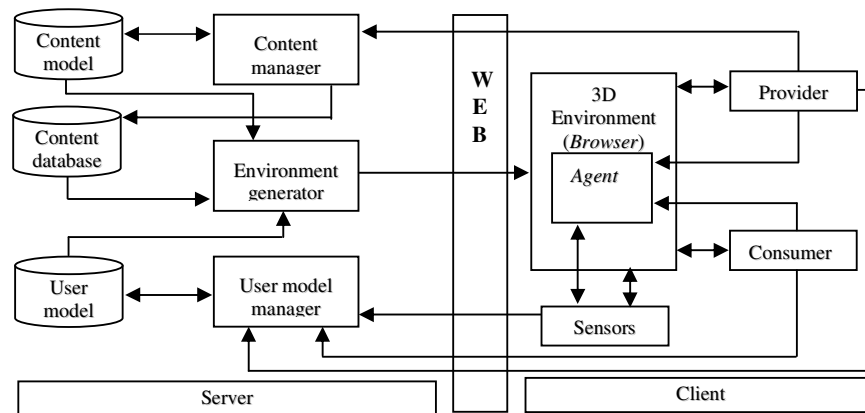 Content
model
Content
manager
W
E
B
3D
Environment
(Browser)
Agent
Provider
Content
database
Environment
generator
Consumer
User
model
User model
manager
Sensors
Server
Client